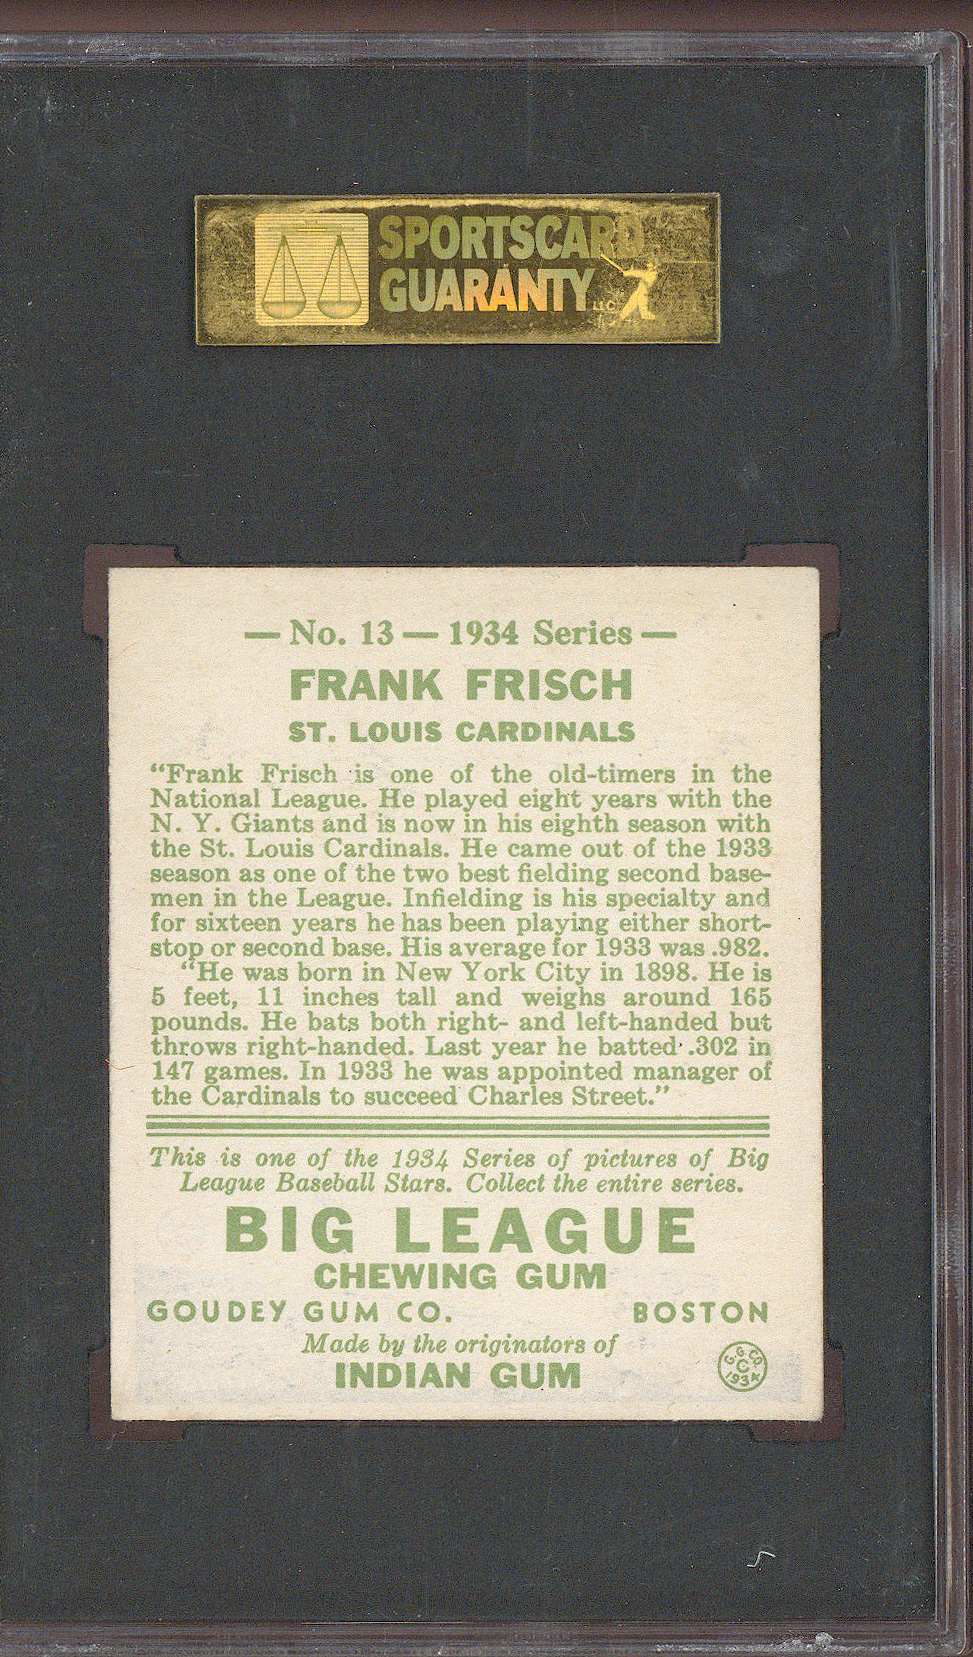 SPORTSCARD
GUARANTY LLC
— No. 13 — 1934 Series —
FRANK FRISCH
ST. LOUIS CARDINALS
“Frank Frisch is one of the old-timers in the
National League. He played eight years with the
N. Y. Giants and is now in his eighth season with
the St. Louis Cardinals. He came out of the 1933
season as one of the two best fielding second base-
men in the League. Infielding is his specialty and
for sixteen years he has been playing either short-
stop or second base. His average for 1933 was .982.
“He was born in New York City in 1898. He is
5 feet, 11 inches tall and weighs around 165
pounds. He bats both right- and left-handed but
throws right-handed. Last year he batted .302 in
147 games. In 1933 he was appointed manager of
the Cardinals to succeed Charles Street.”
This is one of the 1934 Series of pictures of Big
League Baseball Stars. Collect the entire series.
BIG LEAGUE
CHEWING GUM
GOUDEY GUM CO. BOSTON
Made by the originators of
INDIAN GUM
G. G. CO.
C
1934